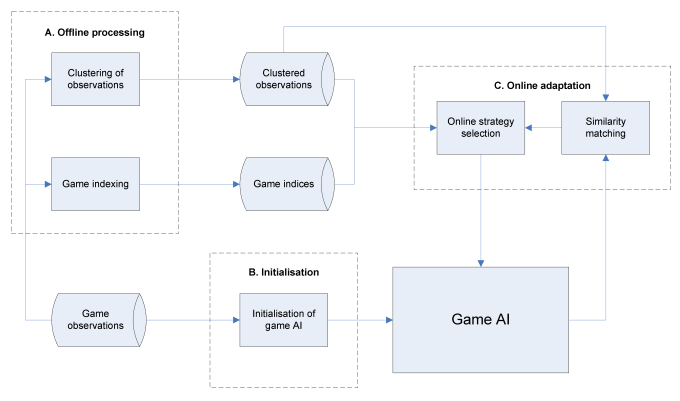 A. Offline processing
Clustering of
observations
Clustered
observations
C. Online adaptation
Online strategy
selection
Similarity
matching
Game indexing
Game indices
B. Initialisation
Game
observations
Initialisation of
game AI
Game AI